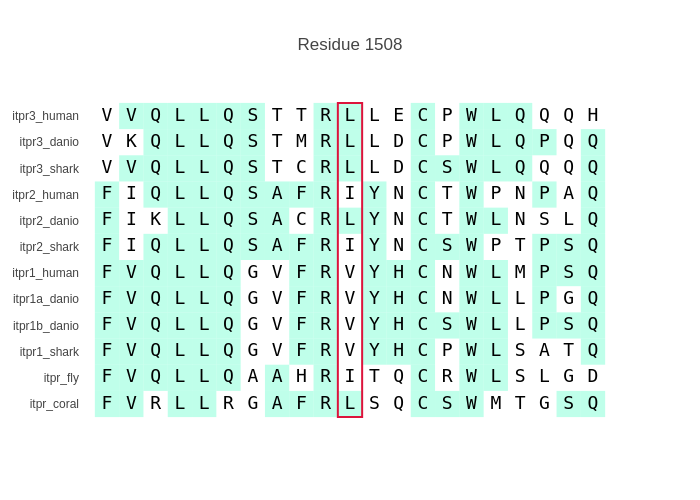 Residue 1508
itpr3_human V V Q L L Q S T T R L L E C P W L Q Q Q H
itpr3_danio V K Q L L Q S T M R L L D C P W L Q P Q Q
itpr3_shark V V Q L L Q S T C R L L D C S W L Q Q Q Q
itpr2_human F I Q L L Q S A F R I Y N C T W P N P A Q
itpr2_danio F I K L L Q S A C R L Y N C T W L N S L Q
itpr2_shark F I Q L L Q S A F R I Y N C S W P T P S Q
itpr1_human F V Q L L Q G V F R V Y H C N W L M P S Q
itpr1a_danio F V Q L L Q G V F R V Y H C N W L L P G Q
itpr1b_danio F V Q L L Q G V F R V Y H C S W L L P S Q
itpr1_shark F V Q L L Q G V F R V Y H C P W L S A T Q
itpr_fly F V Q L L Q A A H R I T Q C R W L S L G D
itpr_coral F V R L L R G A F R L S Q C S W M T G S Q